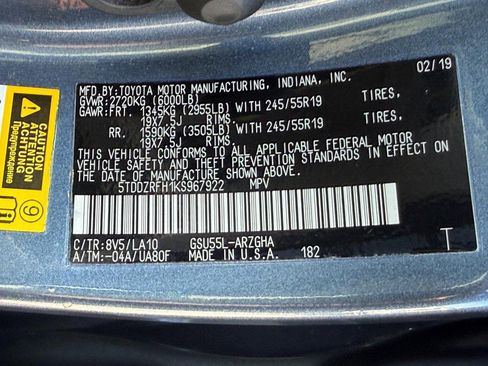 MFD. BY: TOYOTA MOTOR MANUFACTURING, INDIANA, INC. 02/19
GVWR: 2720KG (6000LB)
GAWR: FRT. 1345KG (2955LB) WITH 245/55R19 TIRES,
19X7.5J RIMS.
RR. 1590KG (3505LB) WITH 245/55R19 TIRES,
19X7.5J RIMS.
THIS VEHICLE CONFORMS TO ALL APPLICABLE FEDERAL MOTOR
VEHICLE SAFETY AND THEFT PREVENTION STANDARDS IN EFFECT ON
THE DATE OF MANUFACTURE SHOWN ABOVE.
5TDDZRFH1KS967922 MPV
C/TR: 8V5/LA10 GSU55L-ARZGHA
A/TM: -04A/UA80F MADE IN U.S.A. 182
T
CAUTION
ATTENTION
Предупреждение
9